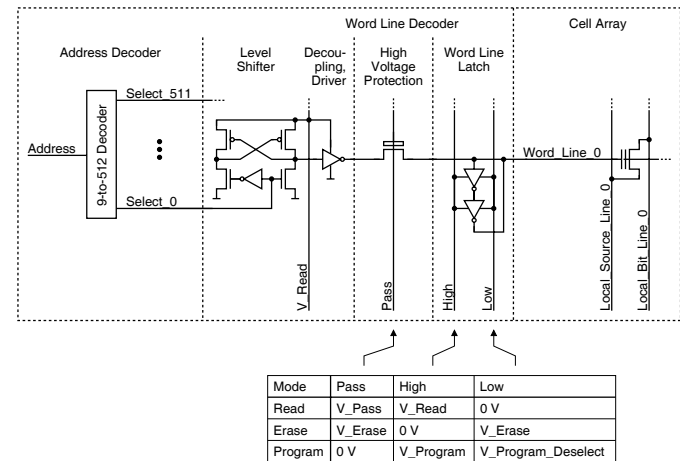 Word Line Decoder
Cell Array
Address Decoder
Level
Shifter
Decou-
pling,
Driver
High
Voltage
Protection
Word Line
Latch
Select_511
Address
9-to-512 Decoder
Word_Line_0
Select_0
V_Read
Pass
High
Low
Local_Source_Line_0
Local_Bit_Line_0
Mode Pass High Low
Read V_Pass V_Read 0 V
Erase V_Erase 0 V V_Erase
Program 0 V V_Program V_Program_Deselect